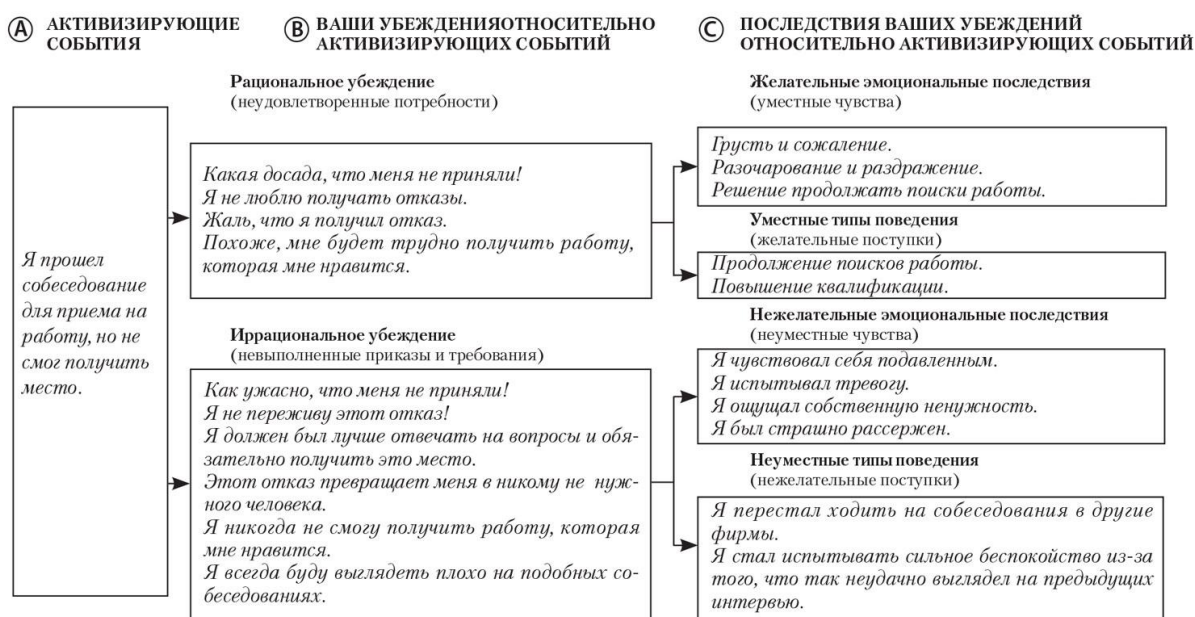 Ⓐ АКТИВИЗИРУЮЩИЕ
СОБЫТИЯ
Ⓑ ВАШИ УБЕЖДЕНИЯОТНОСИТЕЛЬНО
АКТИВИЗИРУЮЩИХ СОБЫТИЙ
Ⓒ ПОСЛЕДСТВИЯ ВАШИХ УБЕЖДЕНИЙ
ОТНОСИТЕЛЬНО АКТИВИЗИРУЮЩИХ СОБЫТИЙ
Я прошел
собеседование
для приема на
работу, но не
смог получить
место.
Рациональное убеждение
(неудовлетворенные потребности)
Какая досада, что меня не приняли!
Я не люблю получать отказы.
Жаль, что я получил отказ.
Похоже, мне будет трудно получить работу,
которая мне нравится.
Иррациональное убеждение
(невыполненные приказы и требования)
Как ужасно, что меня не приняли!
Я не переживу этот отказ!
Я должен был лучше отвечать на вопросы и обя-
зательно получить это место.
Этот отказ превращает меня в никому не нуж-
ного человека.
Я никогда не смогу получить работу, которая
мне нравится.
Я всегда буду выглядеть плохо на подобных со-
беседованиях.
Желательные эмоциональные последствия
(уместные чувства)
Грусть и сожаление.
Разочарование и раздражение.
Решение продолжать поиски работы.
Уместные типы поведения
(желательные поступки)
Продолжение поисков работы.
Повышение квалификации.
Нежелательные эмоциональные последствия
(неуместные чувства)
Я чувствовал себя подавленным.
Я испытывал тревогу.
Я ощущал собственную ненужность.
Я был страшно рассержен.
Неуместные типы поведения
(нежелательные поступки)
Я перестал ходить на собеседования в другие
фирмы.
Я стал испытывать сильное беспокойство из-за
того, что так неудачно выглядел на предыдущих
интервью.